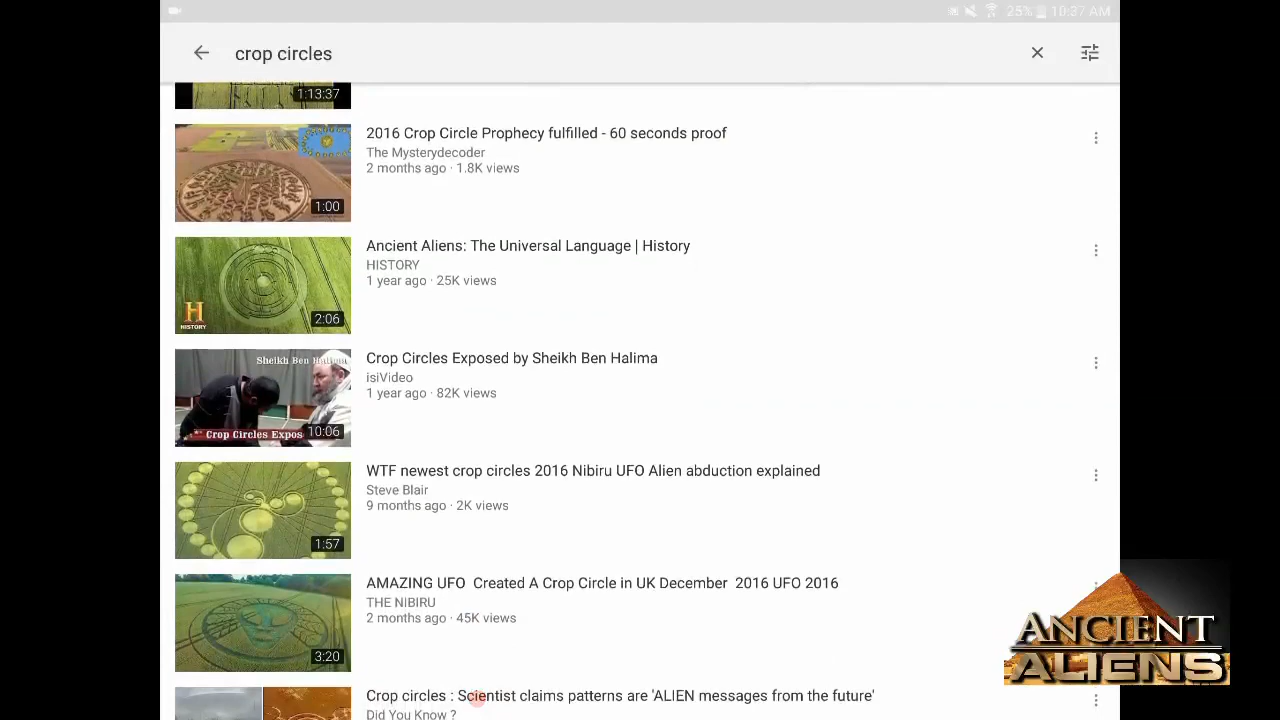 25% 10:37 AM
crop circles
1:13:37
2016 Crop Circle Prophecy fulfilled - 60 seconds proof
The Mysterydecoder
2 months ago · 1.8K views
1:00
Ancient Aliens: The Universal Language | History
HISTORY
1 year ago · 25K views
H
HISTORY
2:06
Crop Circles Exposed by Sheikh Ben Halima
isiVideo
1 year ago · 82K views
Sheikh Ben Halima
Crop Circles Expos
10:06
WTF newest crop circles 2016 Nibiru UFO Alien abduction explained
Steve Blair
9 months ago · 2K views
1:57
AMAZING UFO Created A Crop Circle in UK December 2016 UFO 2016
THE NIBIRU
2 months ago · 45K views
3:20
ANCIENT
ALIENS
Crop circles : Scientist claims patterns are 'ALIEN messages from the future'
Did You Know ?